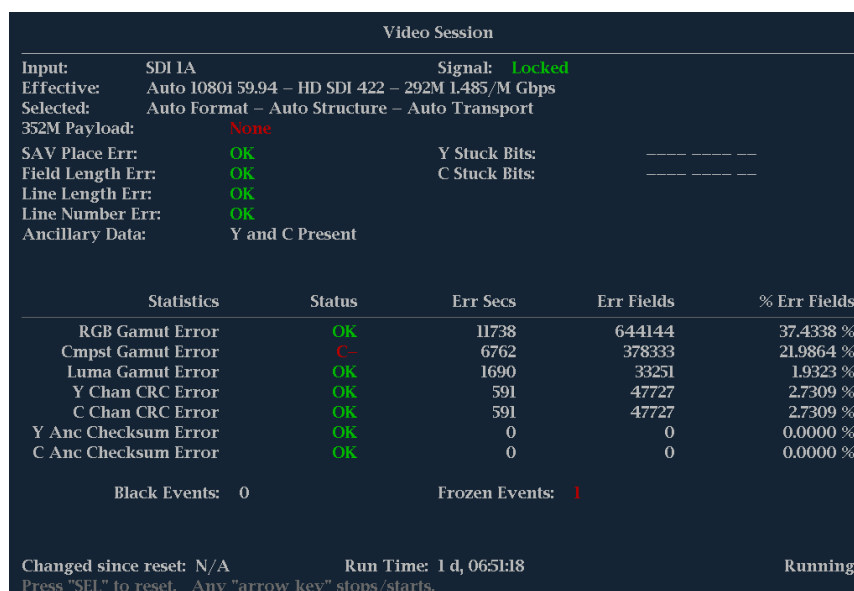 Video Session
Input: SDI 1A Signal: Locked
Effective: Auto 1080i 59.94 – HD SDI 422 – 292M 1.485/M Gbps
Selected: Auto Format – Auto Structure – Auto Transport
352M Payload: None
SAV Place Err: OK Y Stuck Bits: –––– –––– ––
Field Length Err: OK C Stuck Bits: –––– –––– ––
Line Length Err: OK
Line Number Err: OK
Ancillary Data: Y and C Present
Statistics Status Err Secs Err Fields % Err Fields
RGB Gamut Error OK 11738 644144 37.4338 %
Cmpst Gamut Error C– 6762 378333 21.9864 %
Luma Gamut Error OK 1690 33251 1.9323 %
Y Chan CRC Error OK 591 47727 2.7309 %
C Chan CRC Error OK 591 47727 2.7309 %
Y Anc Checksum Error OK 0 0 0.0000 %
C Anc Checksum Error OK 0 0 0.0000 %
Black Events: 0 Frozen Events: 1
Changed since reset: N/A Run Time: 1 d, 06:51:18 Running
Press "SEL" to reset. Any "arrow key" stops/starts.